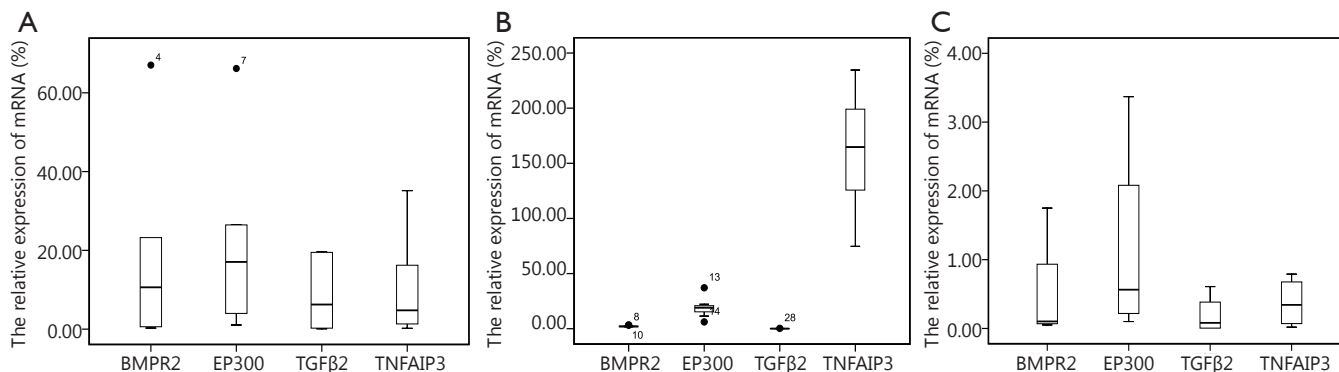 A
The relative expression of mRNA (%)
60.00
40.00
20.00
0.00
4
7
BMPR2 EP300 TGFβ2 TNFAIP3
B
The relative expression of mRNA (%)
250.00
200.00
150.00
100.00
50.00
0.00
8
10
13
28
BMPR2 EP300 TGFβ2 TNFAIP3
C
The relative expression of mRNA (%)
4.00
3.00
2.00
1.00
0.00
BMPR2 EP300 TGFβ2 TNFAIP3